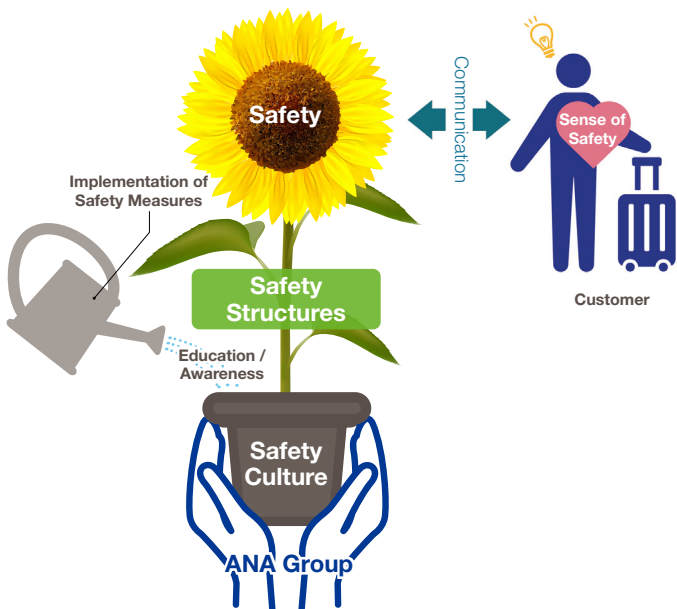 Safety
Communication
Sense of
Safety
Implementation of
Safety Measures
Customer
Safety
Structures
Education /
Awareness
Safety
Culture
ANA Group